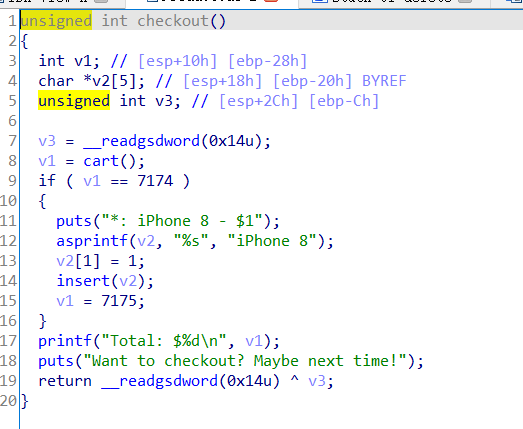 1 unsigned int checkout()
2 {
3 int v1; // [esp+10h] [ebp-28h]
4 char *v2[5]; // [esp+18h] [ebp-20h] BYREF
5 unsigned int v3; // [esp+2Ch] [ebp-Ch]
6
7 v3 = __readgsdword(0x14u);
8 v1 = cart();
9 if ( v1 == 7174 )
10 {
11 puts("*: iPhone 8 - $1");
12 asprintf(v2, "%s", "iPhone 8");
13 v2[1] = 1;
14 insert(v2);
15 v1 = 7175;
16 }
17 printf("Total: $%d\n", v1);
18 puts("Want to checkout? Maybe next time!");
19 return __readgsdword(0x14u) ^ v3;
20 }